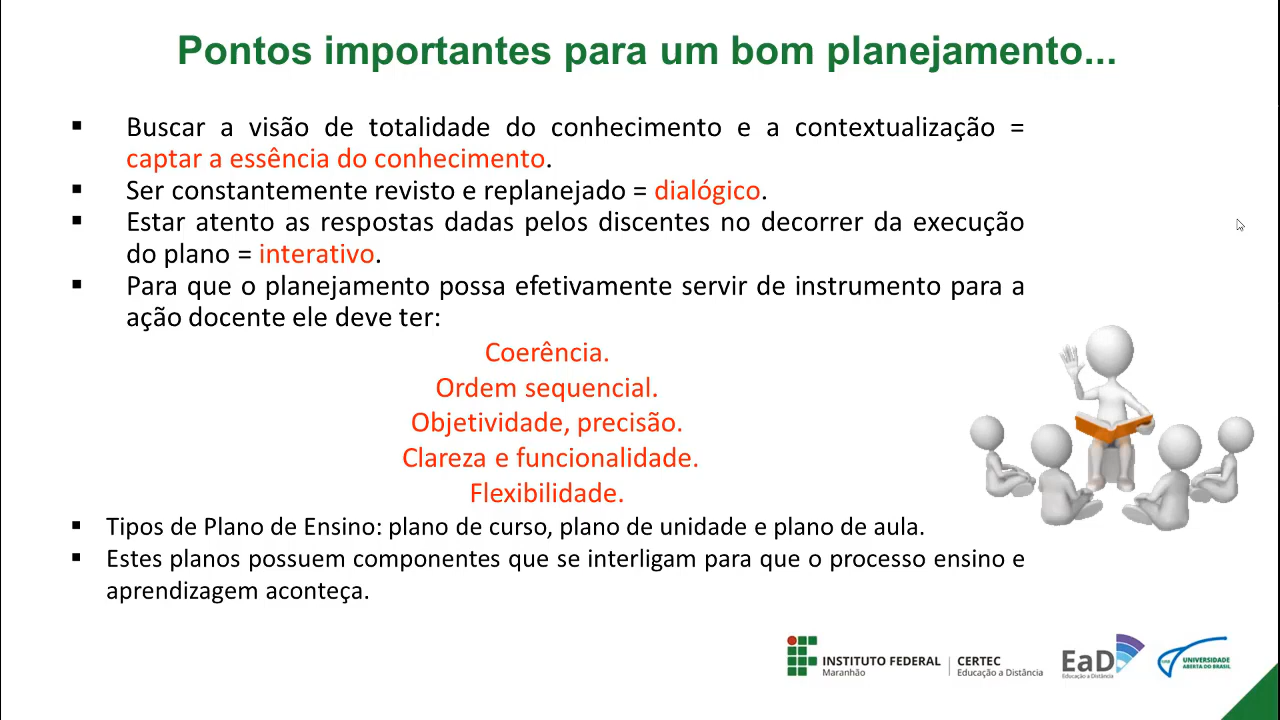 Pontos importantes para um bom planejamento...
Buscar a visão de totalidade do conhecimento e a contextualização =
captar a essência do conhecimento.
Ser constantemente revisto e replanejado = dialógico.
Estar atento as respostas dadas pelos discentes no decorrer da execução
do plano = interativo.
Para que o planejamento possa efetivamente servir de instrumento para a
ação docente ele deve ter:
Coerência.
Ordem sequencial.
Objetividade, precisão.
Clareza e funcionalidade.
Flexibilidade.
Tipos de Plano de Ensino: plano de curso, plano de unidade e plano de aula.
Estes planos possuem componentes que se interligam para que o processo ensino e
aprendizagem aconteça.
INSTITUTO FEDERAL
Maranhão
CERTEC
Educação a Distância
EaD
Educação a Distância
UNIVERSIDADE
ABERTA DO BRASIL